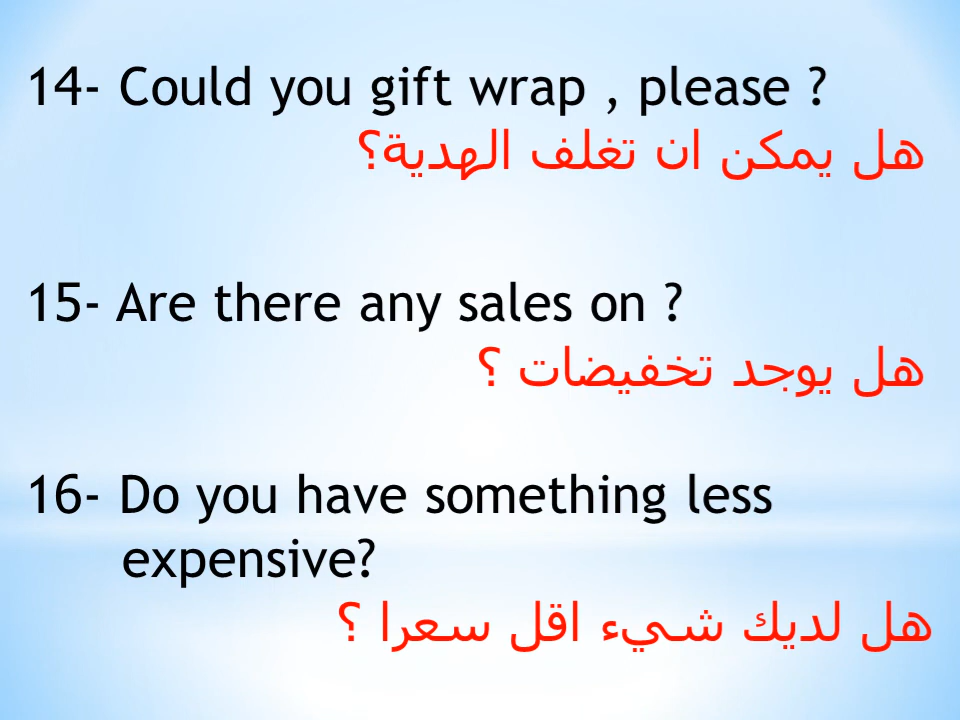 14- Could you gift wrap , please ?
هل يمكن ان تغلف الهدية؟
15- Are there any sales on ?
هل يوجد تخفيضات ؟
16- Do you have something less
expensive?
هل لديك شيء اقل سعرا ؟